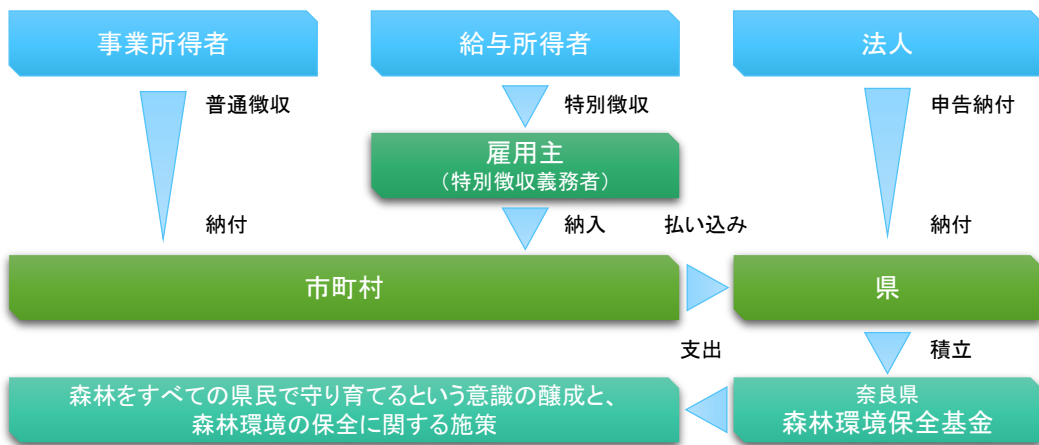 事業所得者
給与所得者
法人
普通徴収
特別徴収
申告納付
雇用主
（特別徴収義務者）
納付
納入
払い込み
納付
市町村
県
支出
積立
森林をすべての県民で守り育てるという意識の醸成と、
森林環境の保全に関する施策
奈良県
森林環境保全基金